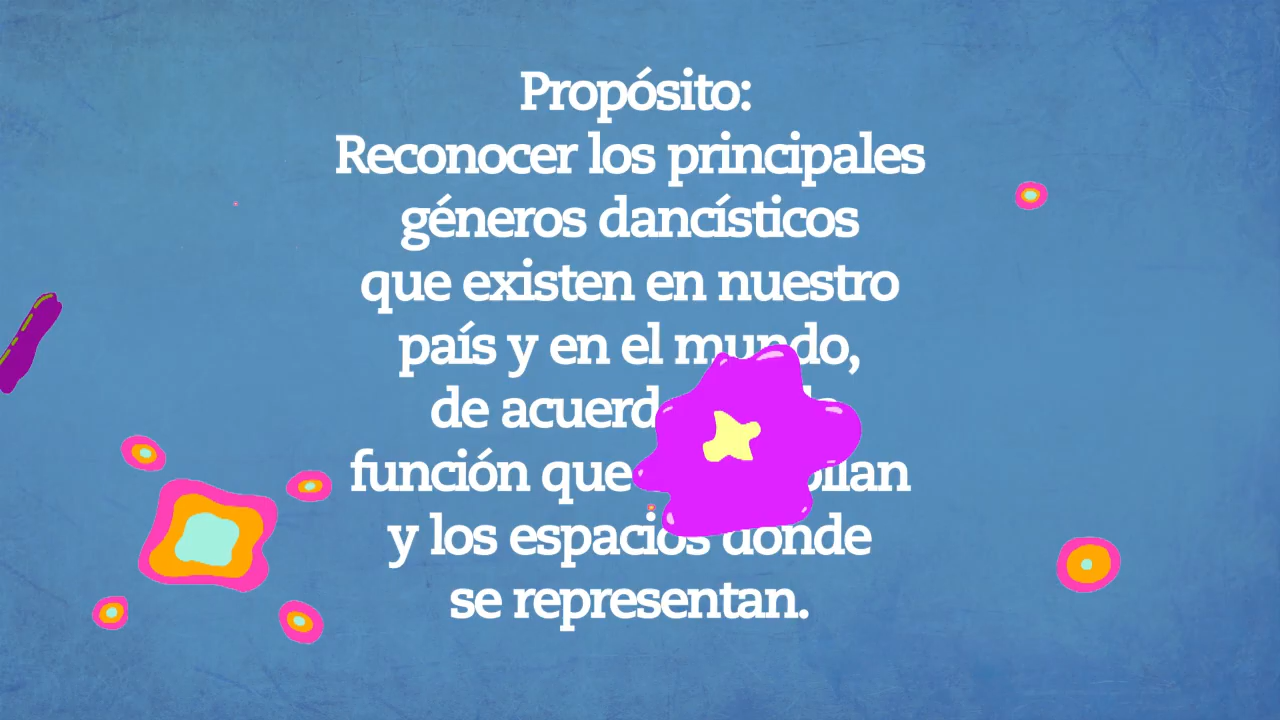 Propósito:
Reconocer los principales
géneros dancísticos
que existen en nuestro
país y en el mundo,
de
función que
y los espacios donde
se representan.